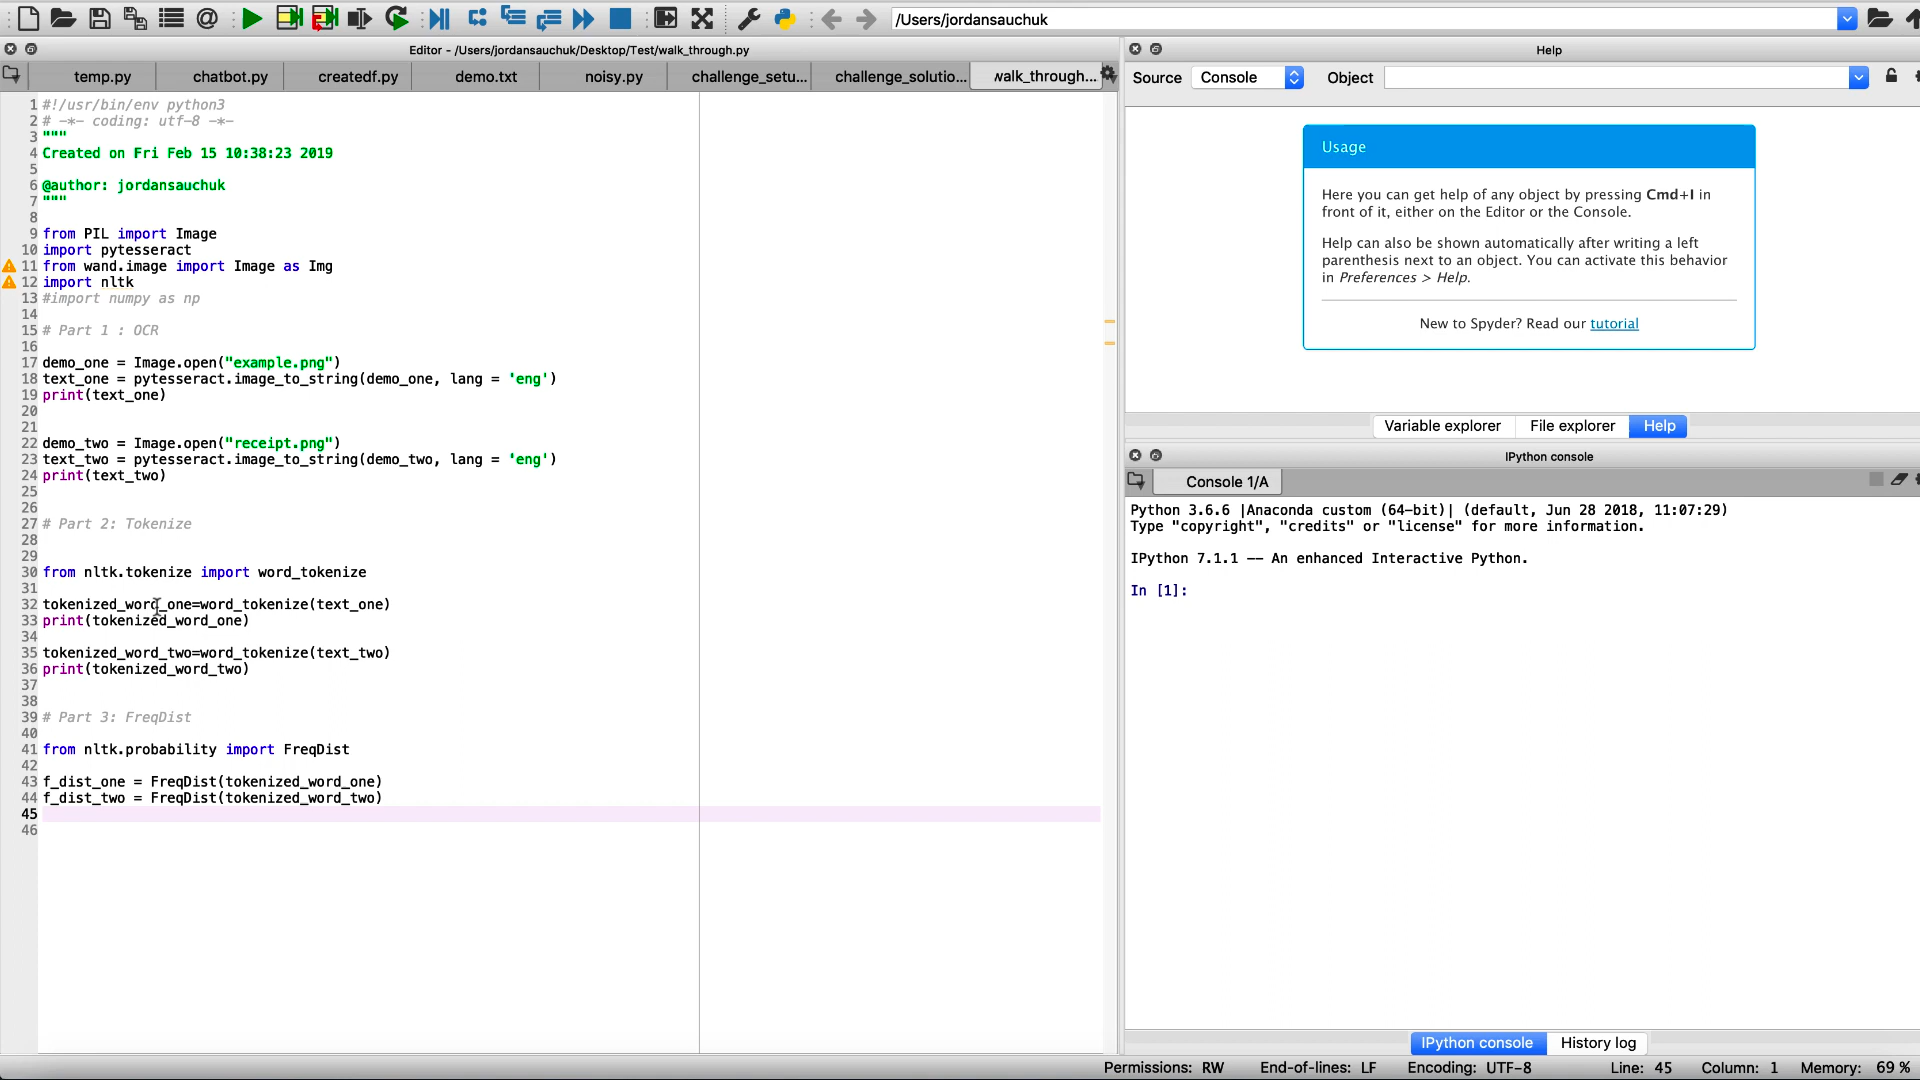 /Users/jordansauchuk
Editor - /Users/jordansauchuk/Desktop/Test/walk_through.py
temp.py chatbot.py createdf.py demo.txt noisy.py challenge_setu... challenge_solutio... walk_through...
1 #!/usr/bin/env python3
2 # -*- coding: utf-8 -*-
3 """
4 Created on Fri Feb 15 10:38:23 2019
5
6 @author: jordansauchuk
7 """
8
9 from PIL import Image
10 import pytesseract
11 from wand.image import Image as Img
12 import nltk
13 #import numpy as np
14
15 # Part 1 : OCR
16
17 demo_one = Image.open("example.png")
18 text_one = pytesseract.image_to_string(demo_one, lang = 'eng')
19 print(text_one)
20
21
22 demo_two = Image.open("receipt.png")
23 text_two = pytesseract.image_to_string(demo_two, lang = 'eng')
24 print(text_two)
25
26
27 # Part 2: Tokenize
28
29
30 from nltk.tokenize import word_tokenize
31
32 tokenized_word_one=word_tokenize(text_one)
33 print(tokenized_word_one)
34
35 tokenized_word_two=word_tokenize(text_two)
36 print(tokenized_word_two)
37
38
39 # Part 3: FreqDist
40
41 from nltk.probability import FreqDist
42
43 f_dist_one = FreqDist(tokenized_word_one)
44 f_dist_two = FreqDist(tokenized_word_two)
45
46
Help
Source Console Object
Usage
Here you can get help of any object by pressing Cmd+I in
front of it, either on the Editor or the Console.
Help can also be shown automatically after writing a left
parenthesis next to an object. You can activate this behavior
in Preferences > Help.
New to Spyder? Read our tutorial
Variable explorer File explorer Help
IPython console
Console 1/A
Python 3.6.6 |Anaconda custom (64-bit)| (default, Jun 28 2018, 11:07:29)
Type "copyright", "credits" or "license" for more information.
IPython 7.1.1 -- An enhanced Interactive Python.
In [1]:
IPython console History log
Permissions: RW End-of-lines: LF Encoding: UTF-8 Line: 45 Column: 1 Memory: 69 %